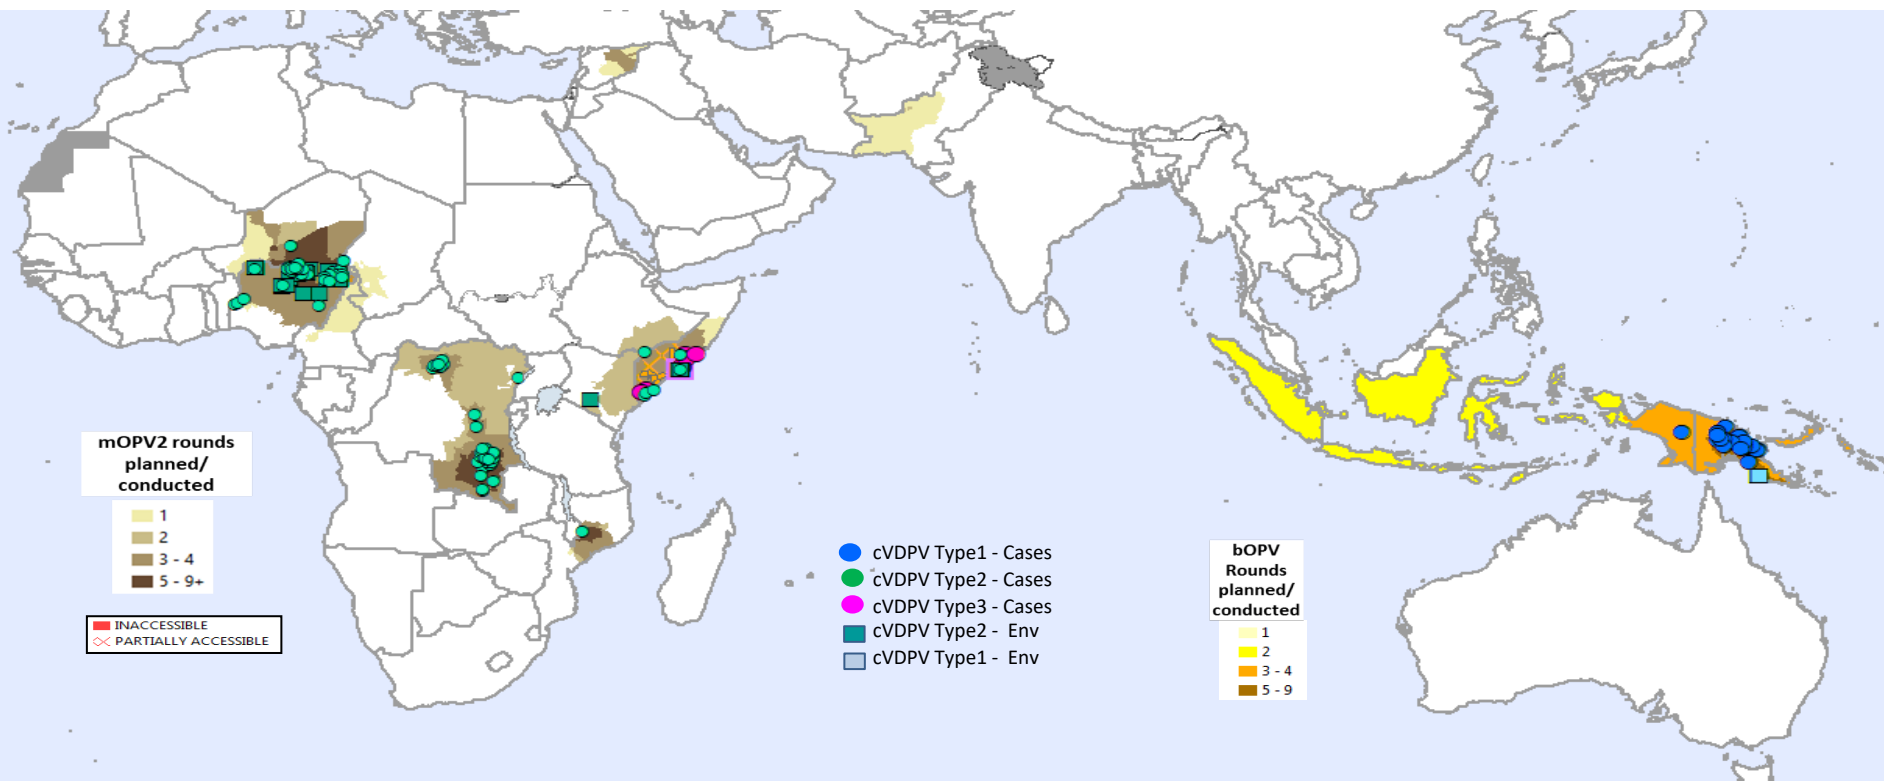 mOPV2 rounds
planned/
conducted
1
2
3 - 4
5 - 9+
INACCESSIBLE
PARTIALLY ACCESSIBLE
cVDPV Type1 - Cases
cVDPV Type2 - Cases
cVDPV Type3 - Cases
cVDPV Type2 - Env
cVDPV Type1 - Env
bOPV
Rounds
planned/
conducted
1
2
3 - 4
5 - 9